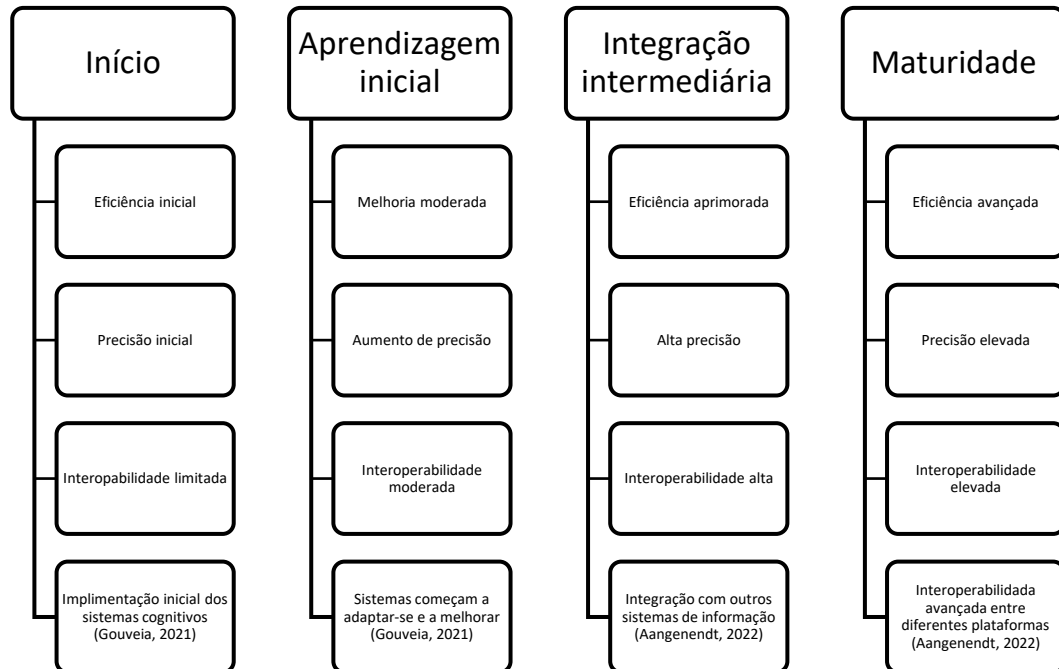 Início
Eficiência inicial
Precisão inicial
Interopabilidade limitada
Implimentação inicial dos
sistemas cognitivos
(Gouveia, 2021)
Aprendizagem
inicial
Melhoria moderada
Aumento de precisão
Interoperabilidade
moderada
Sistemas começam a
adaptar-se e a melhorar
(Gouveia, 2021)
Integração
intermediária
Eficiência aprimorada
Alta precisão
Interoperabilidade alta
Integração com outros
sistemas de informação
(Aangenendt, 2022)
Maturidade
Eficiência avançada
Precisão elevada
Interoperabilidade
elevada
Interoperabilidada
avançada entre
diferentes plataformas
(Aangenendt, 2022)